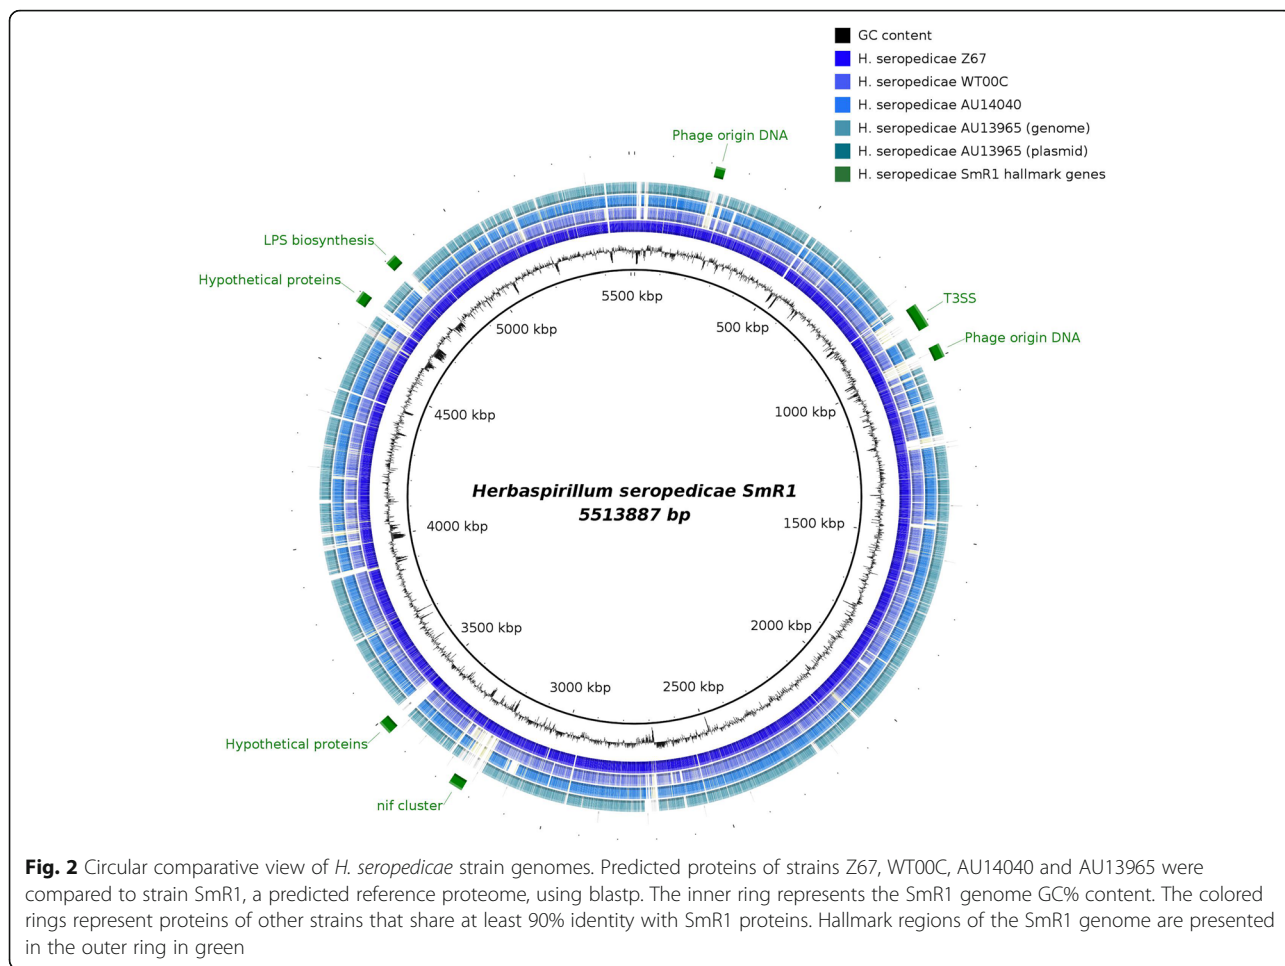 GC content
H. seropedicae Z67
H. seropedicae WT00C
H. seropedicae AU14040
H. seropedicae AU13965 (genome)
H. seropedicae AU13965 (plasmid)
H. seropedicae SmR1 hallmark genes
Phage origin DNA
LPS biosynthesis
Hypothetical proteins
T3SS
Phage origin DNA
5500 kbp
5000 kbp
500 kbp
4500 kbp
1000 kbp
Herbaspirillum seropedicae SmR1
5513887 bp
4000 kbp
1500 kbp
3500 kbp
2000 kbp
3000 kbp
2500 kbp
Hypothetical proteins
nif cluster
Fig. 2 Circular comparative view of H. seropedicae strain genomes. Predicted proteins of strains Z67, WT00C, AU14040 and AU13965 were
compared to strain SmR1, a predicted reference proteome, using blastp. The inner ring represents the SmR1 genome GC% content. The colored
rings represent proteins of other strains that share at least 90% identity with SmR1 proteins. Hallmark regions of the SmR1 genome are presented
in the outer ring in green